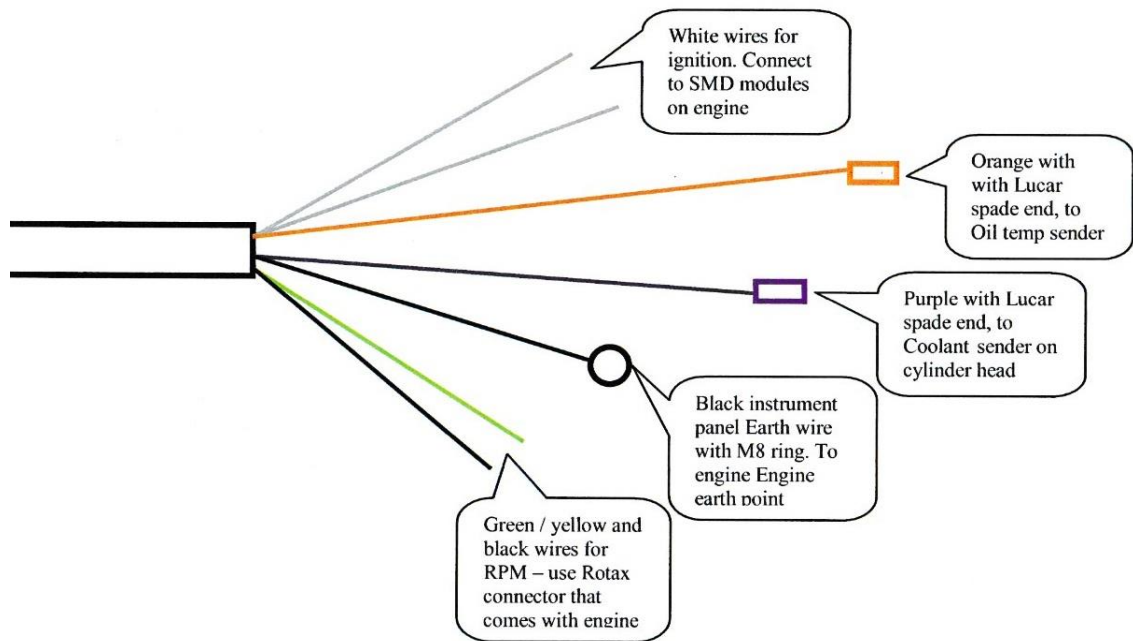 White wires for
ignition. Connect
to SMD modules
on engine
Orange with
with Lucar
spade end, to
Oil temp sender
Purple with Lucar
spade end, to
Coolant sender on
cylinder head
Black instrument
panel Earth wire
with M8 ring. To
engine Engine
earth point
Green / yellow and
black wires for
RPM – use Rotax
connector that
comes with engine